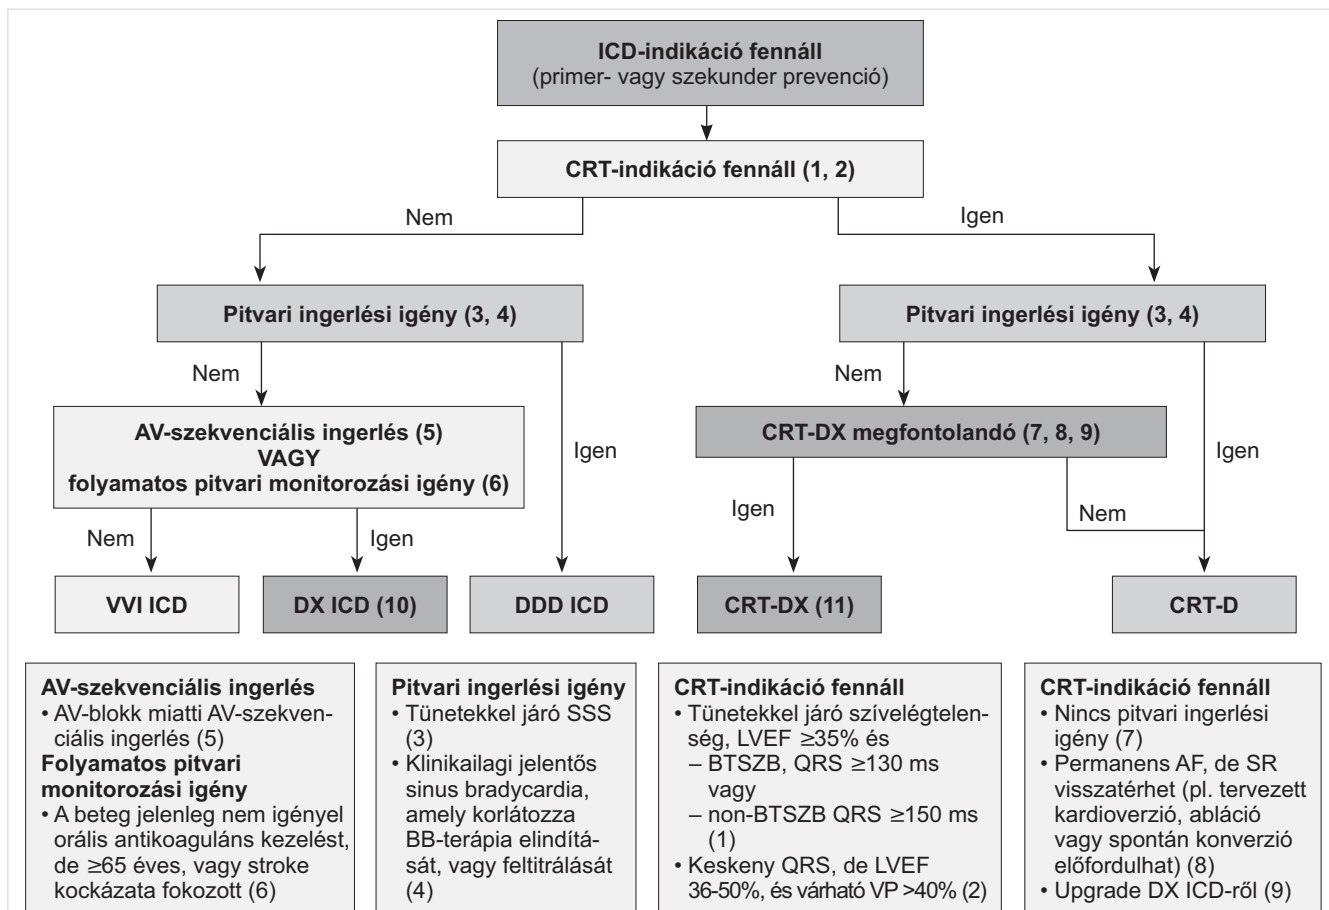 ICD-indikáció fennáll
(primer- vagy szekunder prevenció)
CRT-indikáció fennáll (1, 2)
Nem
Igen
Pitvari ingerlési igény (3, 4)
Pitvari ingerlési igény (3, 4)
Nem
Nem
AV-szekvenciális ingerlés (5)
VAGY
folyamatos pitvari monitorozási igény (6)
Igen
CRT-DX megfontolandó (7, 8, 9)
Igen
Nem
Igen
Igen
Nem
VVI ICD
DX ICD (10)
DDD ICD
CRT-DX (11)
CRT-D
AV-szekvenciális ingerlés
• AV-blokk miatti AV-szekven-
ciális ingerlés (5)
Folyamatos pitvari
monitorozási igény
• A beteg jelenleg nem igényel
orális antikoaguláns kezelést,
de ≥65 éves, vagy stroke
kockázata fokozott (6)
Pitvari ingerlési igény
• Tünetekkel járó SSS
(3)
• Klinikailagi jelentős
sinus bradycardia,
amely korlátozza
BB-terápia elindítá-
sát, vagy feltitrálását
(4)
CRT-indikáció fennáll
• Tünetekkel járó szívelégtelen-
ség, LVEF ≥35% és
– BTSZB, QRS ≥130 ms
vagy
– non-BTSZB QRS ≥150 ms
(1)
• Keskeny QRS, de LVEF
36-50%, és várható VP >40% (2)
CRT-indikáció fennáll
• Nincs pitvari ingerlési
igény (7)
• Permanens AF, de SR
visszatérhet (pl. tervezett
kardioverzió, abláció
vagy spontán konverzió
előfordulhat) (8)
• Upgrade DX ICD-ről (9)